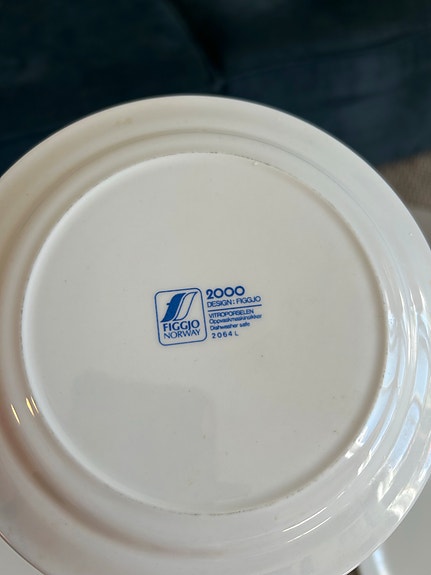 FIGGJO
NORWAY
2000
DESIGN: FIGGJO
VITROPORSELEN
Oppvaskmaskinsikker
Dishwasher safe
2064 L